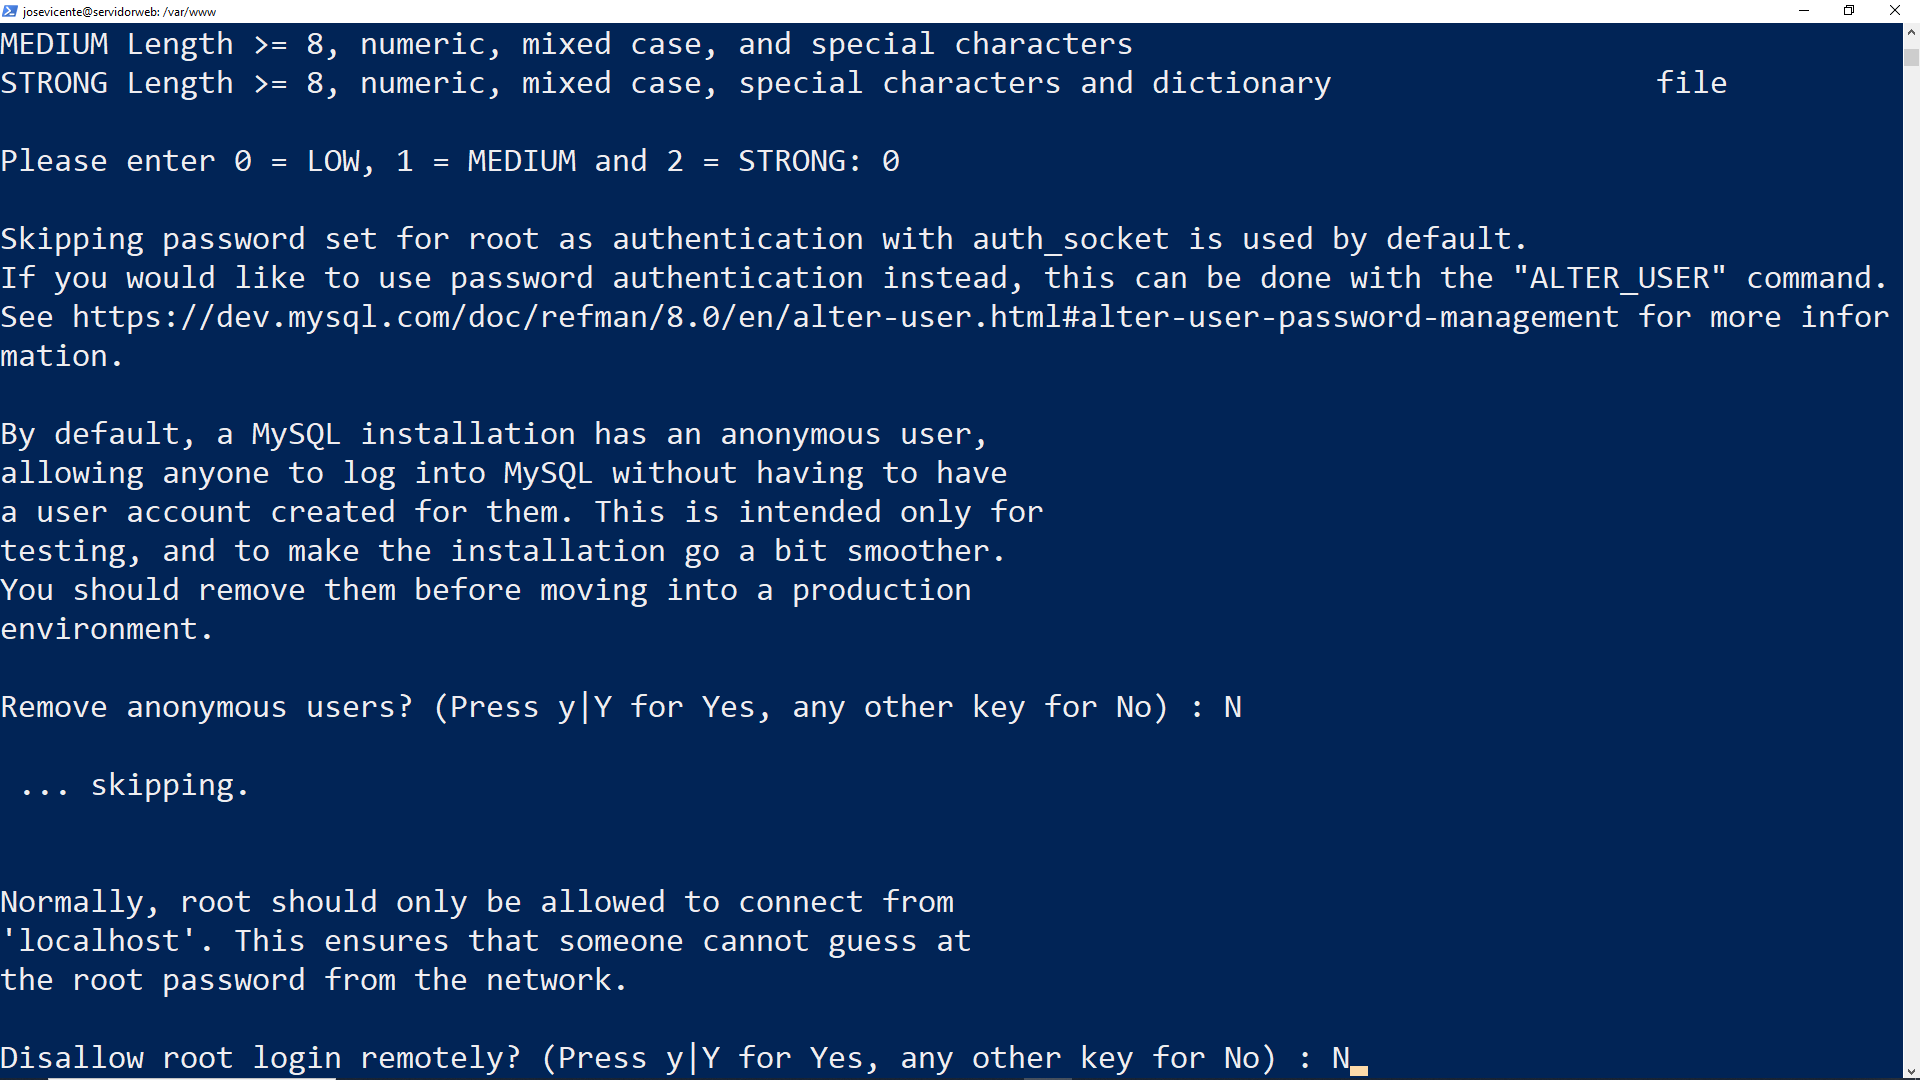 josevicente@servidorweb: /var/www
MEDIUM Length >= 8, numeric, mixed case, and special characters
STRONG Length >= 8, numeric, mixed case, special characters and dictionary                  file
Please enter 0 = LOW, 1 = MEDIUM and 2 = STRONG: 0
Skipping password set for root as authentication with auth_socket is used by default.
If you would like to use password authentication instead, this can be done with the "ALTER_USER" command.
See https://dev.mysql.com/doc/refman/8.0/en/alter-user.html#alter-user-password-management for more infor
mation.
By default, a MySQL installation has an anonymous user,
allowing anyone to log into MySQL without having to have
a user account created for them. This is intended only for
testing, and to make the installation go a bit smoother.
You should remove them before moving into a production
environment.
Remove anonymous users? (Press y|Y for Yes, any other key for No) : N
 ... skipping.
Normally, root should only be allowed to connect from
'localhost'. This ensures that someone cannot guess at
the root password from the network.
Disallow root login remotely? (Press y|Y for Yes, any other key for No) : N